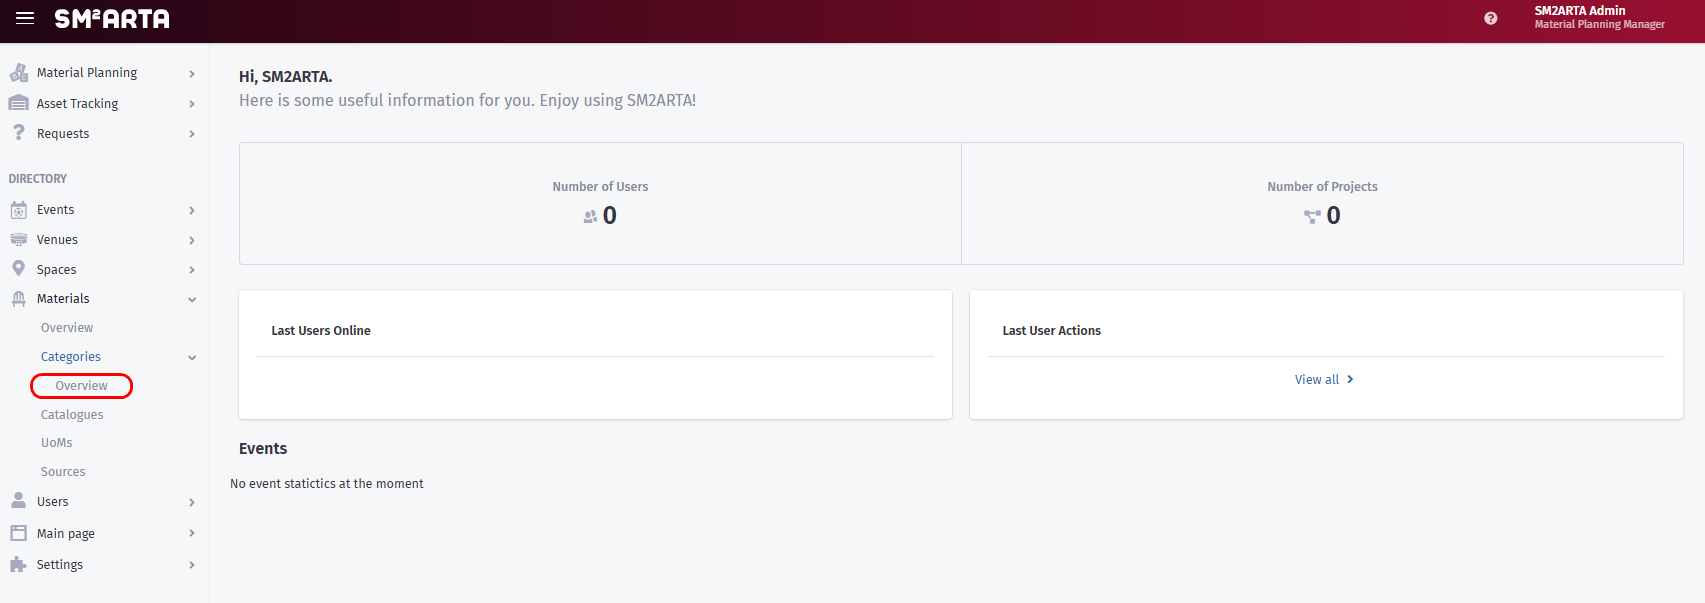 SM²ARTA
SM2ARTA Admin
Material Planning Manager
Material Planning
Asset Tracking
Requests
DIRECTORY
Events
Venues
Spaces
Materials
Overview
Categories
Overview
Catalogues
UoMs
Sources
Users
Main page
Settings
Hi, SM2ARTA.
Here is some useful information for you. Enjoy using SM2ARTA!
Number of Users
0
Number of Projects
0
Last Users Online
Last User Actions
View all
Events
No event statictics at the moment